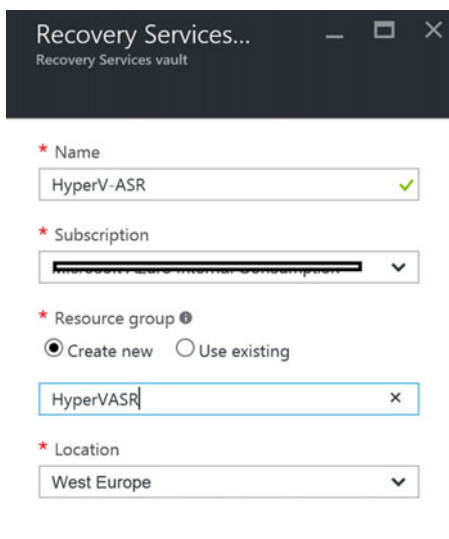 Recovery Services...
Recovery Services vault
* Name
HyperV-ASR
* Subscription
* Resource group
Create new Use existing
HyperVASR
* Location
West Europe